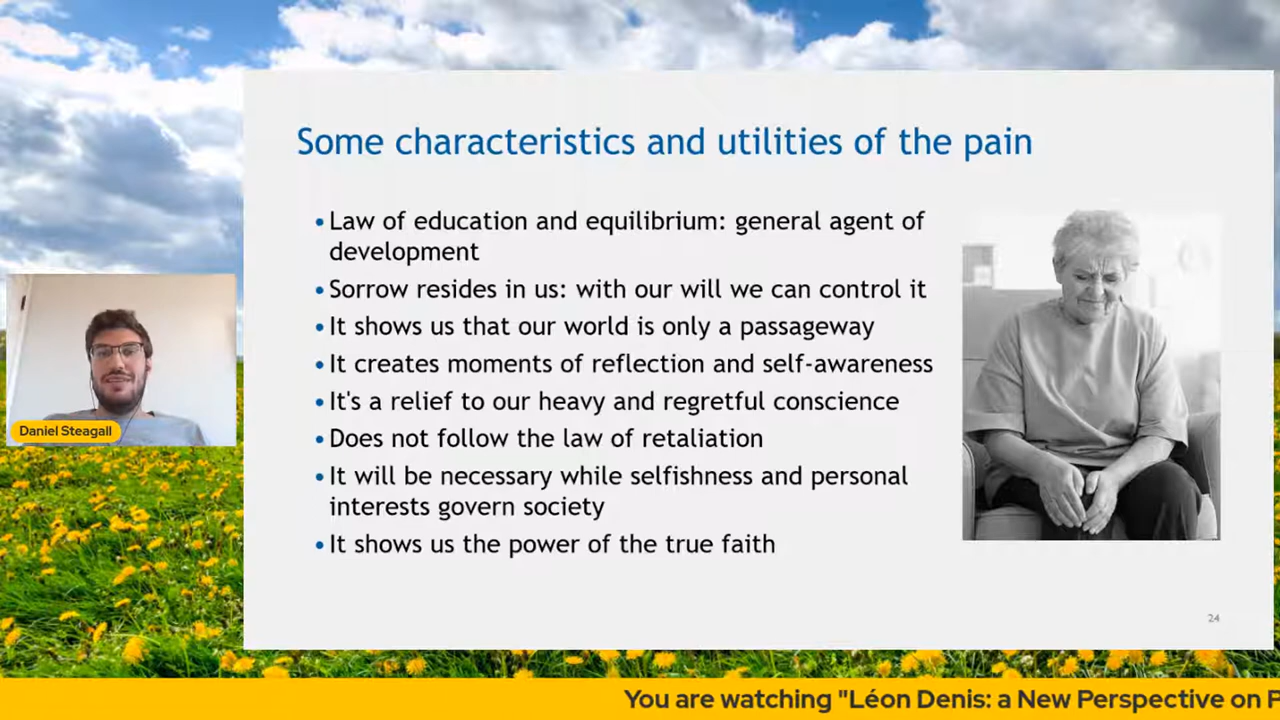 Some characteristics and utilities of the pain
•Law of education and equilibrium: general agent of
development
•Sorrow resides in us: with our will we can control it
•It shows us that our world is only a passageway
•It creates moments of reflection and self-awareness
•It's a relief to our heavy and regretful conscience
•Does not follow the law of retaliation
•It will be necessary while selfishness and personal
interests govern society
•It shows us the power of the true faith
Daniel Steagall
24
You are watching "Léon Denis: a New Perspective on P